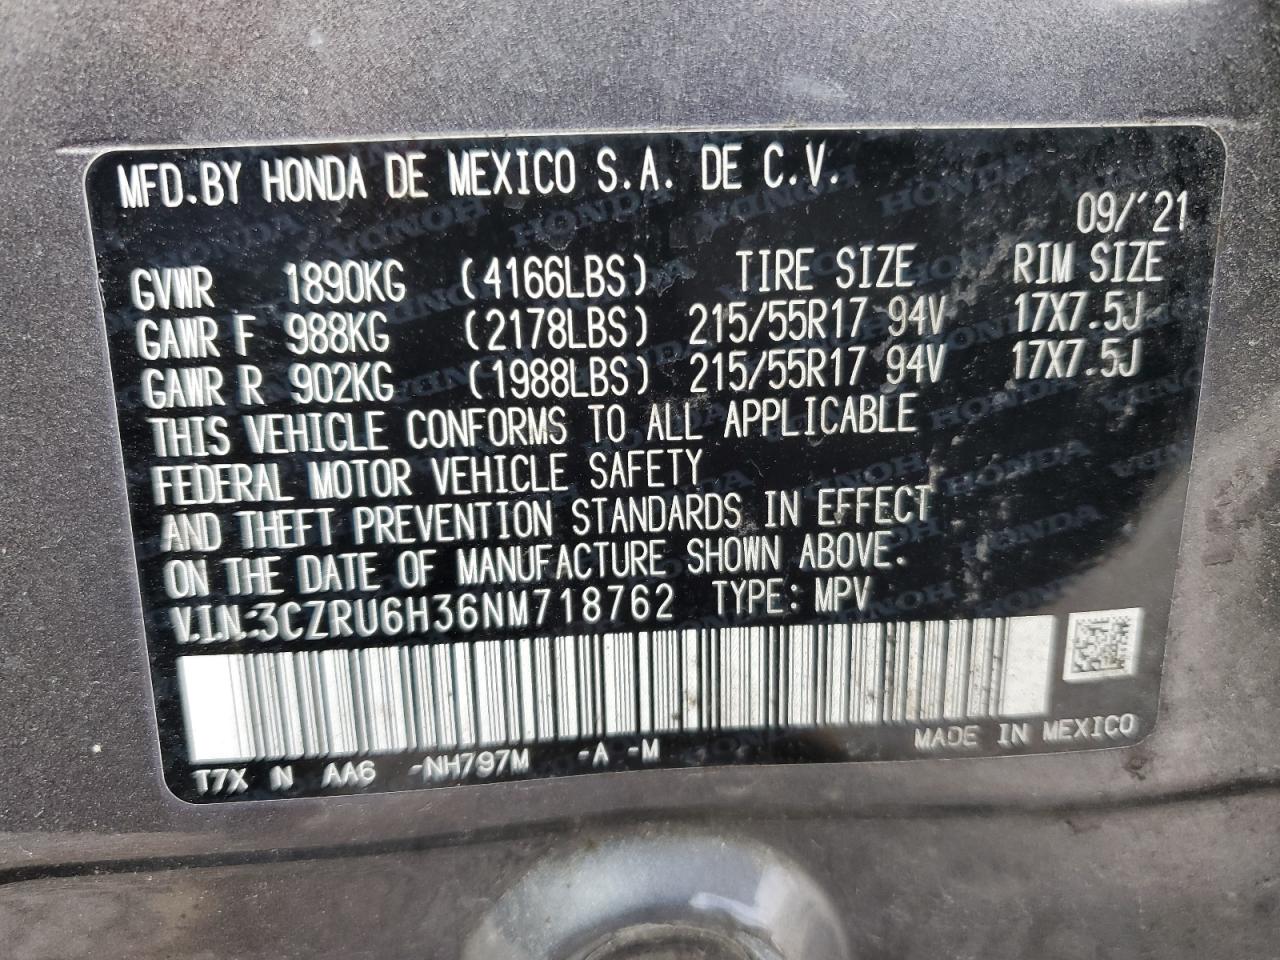 MFD.BY HONDA DE MEXICO S.A. DE C.V.
09/'21
GVWR 1890KG (4166LBS) TIRE SIZE RIM SIZE
GAWR F 988KG (2178LBS) 215/55R17 94V 17X7.5J
GAWR R 902KG (1988LBS) 215/55R17 94V 17X7.5J
THIS VEHICLE CONFORMS TO ALL APPLICABLE
FEDERAL MOTOR VEHICLE SAFETY
AND THEFT PREVENTION STANDARDS IN EFFECT
ON THE DATE OF MANUFACTURE SHOWN ABOVE.
V.I.N:3CZRU6H36NM718762 TYPE: MPV
MADE IN MEXICO
T7X N AA6 -NH797M -A -M